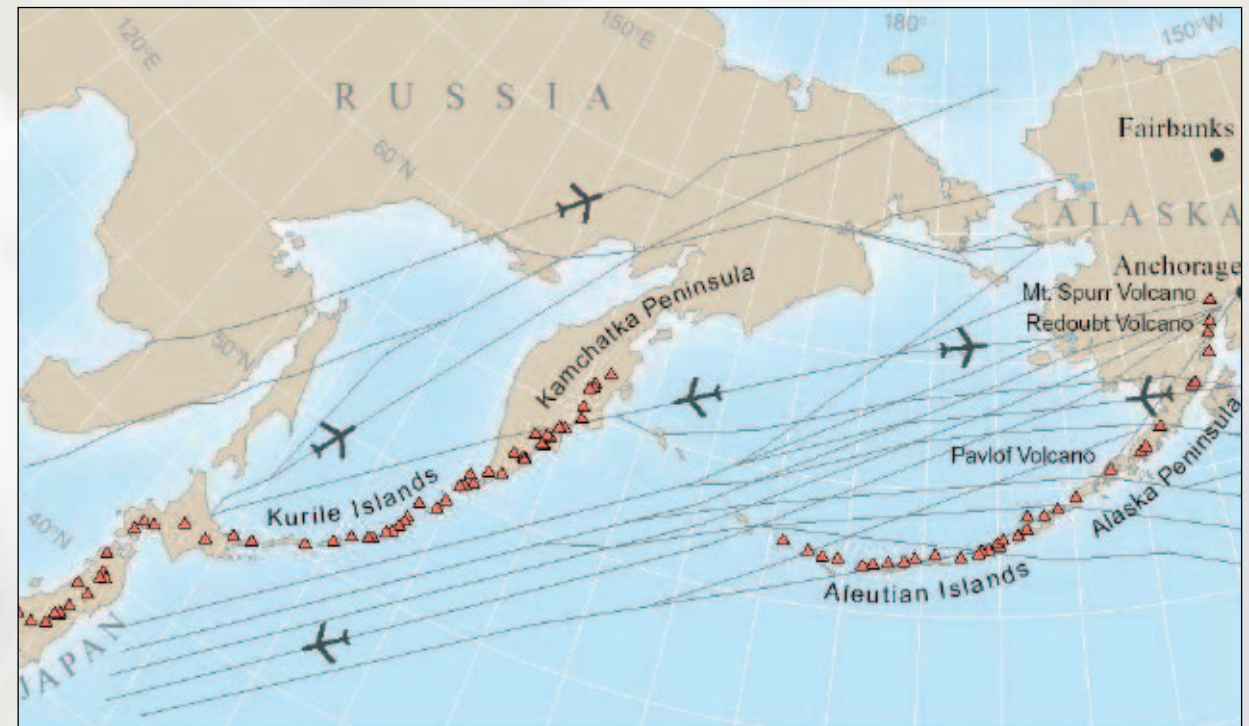 120°E
150°E
180°
150°W
RUSSIA
60°N
Fairbanks
ALASKA
Anchorage
Mt. Spurr Volcano
Redoubt Volcano
Kamchatka Peninsula
50°N
Pavlof Volcano
Alaska Peninsula
Kurile Islands
40°N
Aleutian Islands
JAPAN